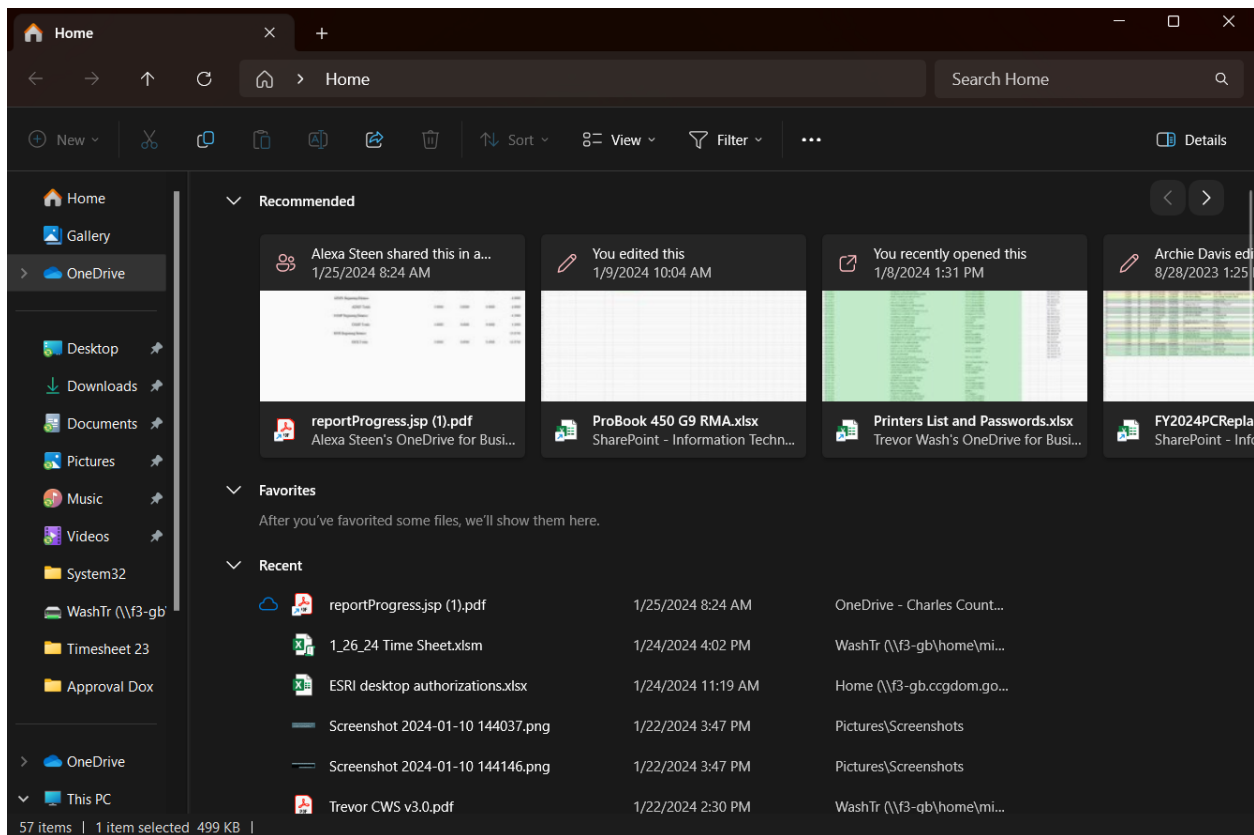 Home
Home
Search Home
New
Sort
View
Filter
Details
Home
Gallery
OneDrive
Desktop
Downloads
Documents
Pictures
Music
Videos
System32
WashTr (\\f3-gb
Timesheet 23
Approval Dox
OneDrive
This PC
Recommended
Alexa Steen shared this in a...
1/25/2024 8:24 AM
reportProgress.jsp (1).pdf
Alexa Steen's OneDrive for Busi...
You edited this
1/9/2024 10:04 AM
ProBook 450 G9 RMA.xlsx
SharePoint - Information Techn...
You recently opened this
1/8/2024 1:31 PM
Printers List and Passwords.xlsx
Trevor Wash's OneDrive for Busi...
Archie Davis edi
8/28/2023 1:25
FY2024PCRepla
SharePoint - Info
Favorites
After you've favorited some files, we'll show them here.
Recent
reportProgress.jsp (1).pdf 1/25/2024 8:24 AM OneDrive - Charles Count...
1_26_24 Time Sheet.xlsm 1/24/2024 4:02 PM WashTr (\\f3-gb\home\mi...
ESRI desktop authorizations.xlsx 1/24/2024 11:19 AM Home (\\f3-gb.ccgdom.go...
Screenshot 2024-01-10 144037.png 1/22/2024 3:47 PM Pictures\Screenshots
Screenshot 2024-01-10 144146.png 1/22/2024 3:47 PM Pictures\Screenshots
Trevor CWS v3.0.pdf 1/22/2024 2:30 PM WashTr (\\f3-gb\home\mi...
57 items | 1 item selected 499 KB |